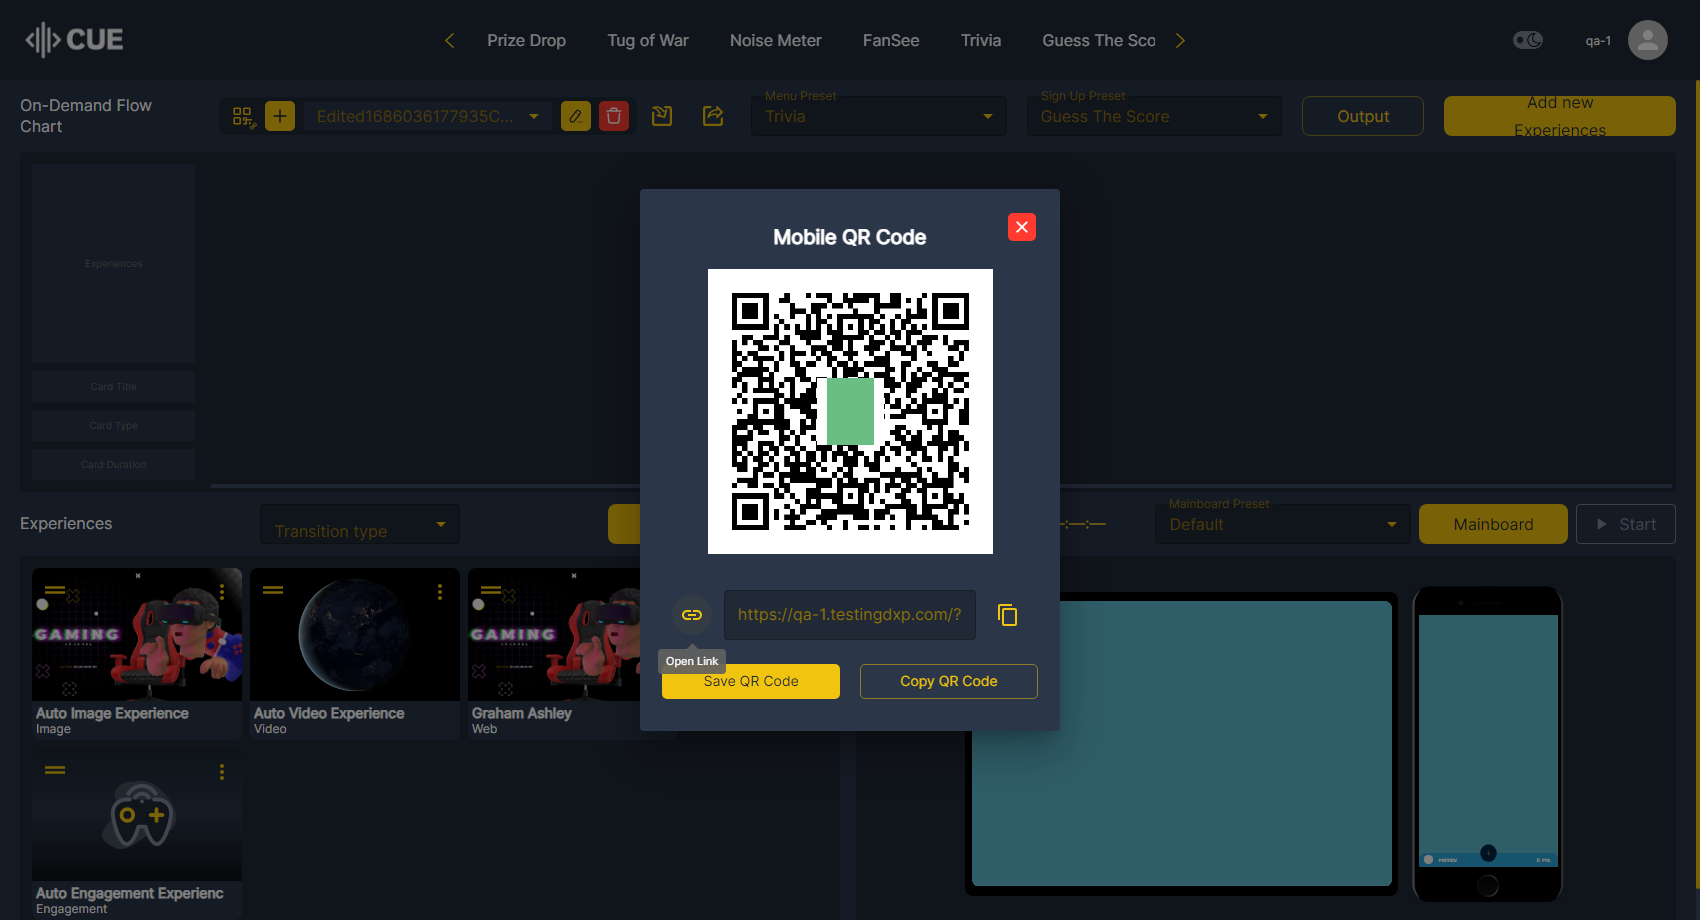 CUE
Prize Drop
Tug of War
Noise Meter
FanSee
Trivia
Guess The Sco
qa-1
On-Demand Flow
Chart
Edited1686036177935C...
Menu Preset
Trivia
Sign Up Preset
Guess The Score
Output
Add new
Experiences
Experiences
Card Title
Card Type
Card Duration
Mobile QR Code
https://qa-1.testingdxp.com/?
Open Link
Save QR Code
Copy QR Code
Experiences
Transition type
Mainboard Preset
Default
Mainboard
Start
GAMING
GAMING
Auto Image Experience
Image
Auto Video Experience
Video
Graham Ashley
Web
Auto Engagement Experienc
Engagement
PREVIEW
0 PTS.